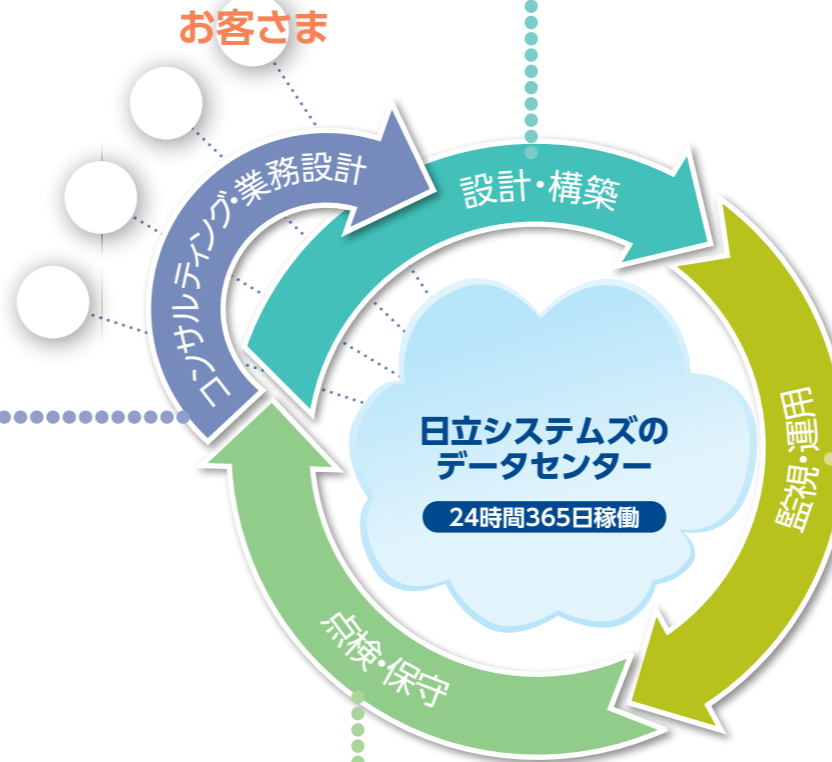 お客さま
コンサルティング・業務設計
設計・構築
監視・運用
点検・保守
日立システムズの
データセンター
24時間365日稼働